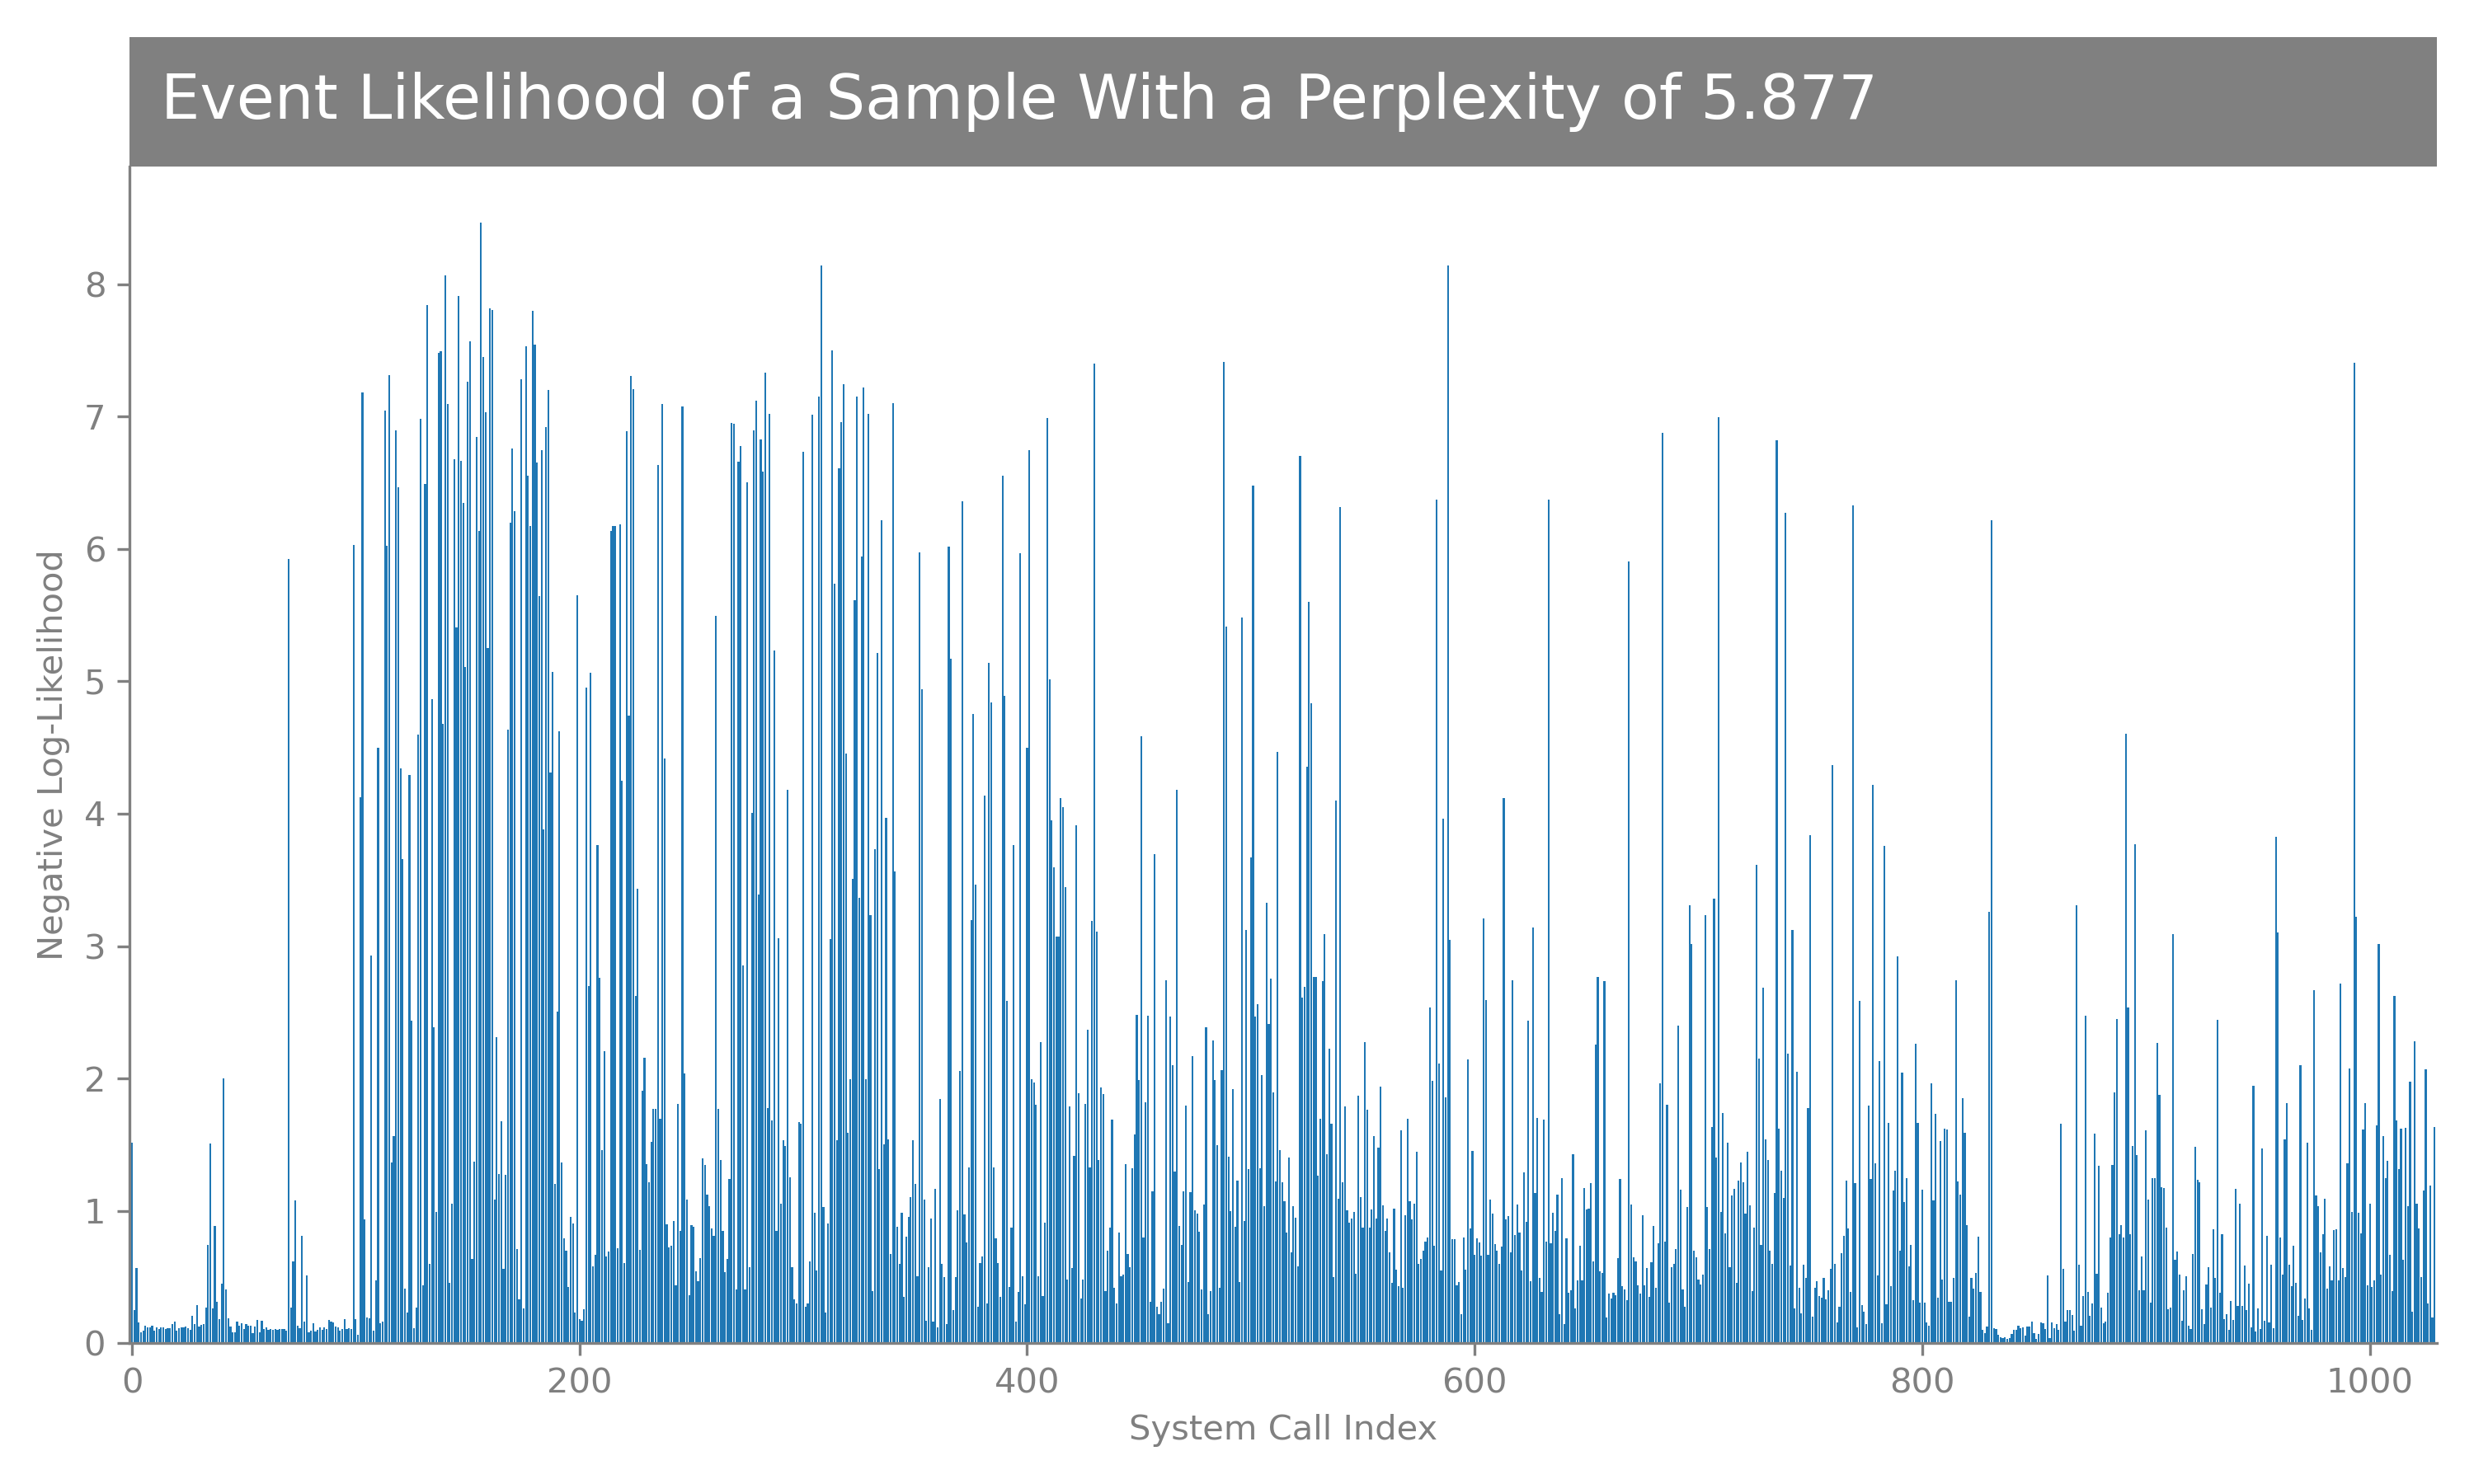 Event Likelihood of a Sample With a Perplexity of 5.877
8
7
6
5
4
3
2
1
0
Negative Log-Likelihood
0 200 400 600 800 1000
System Call Index